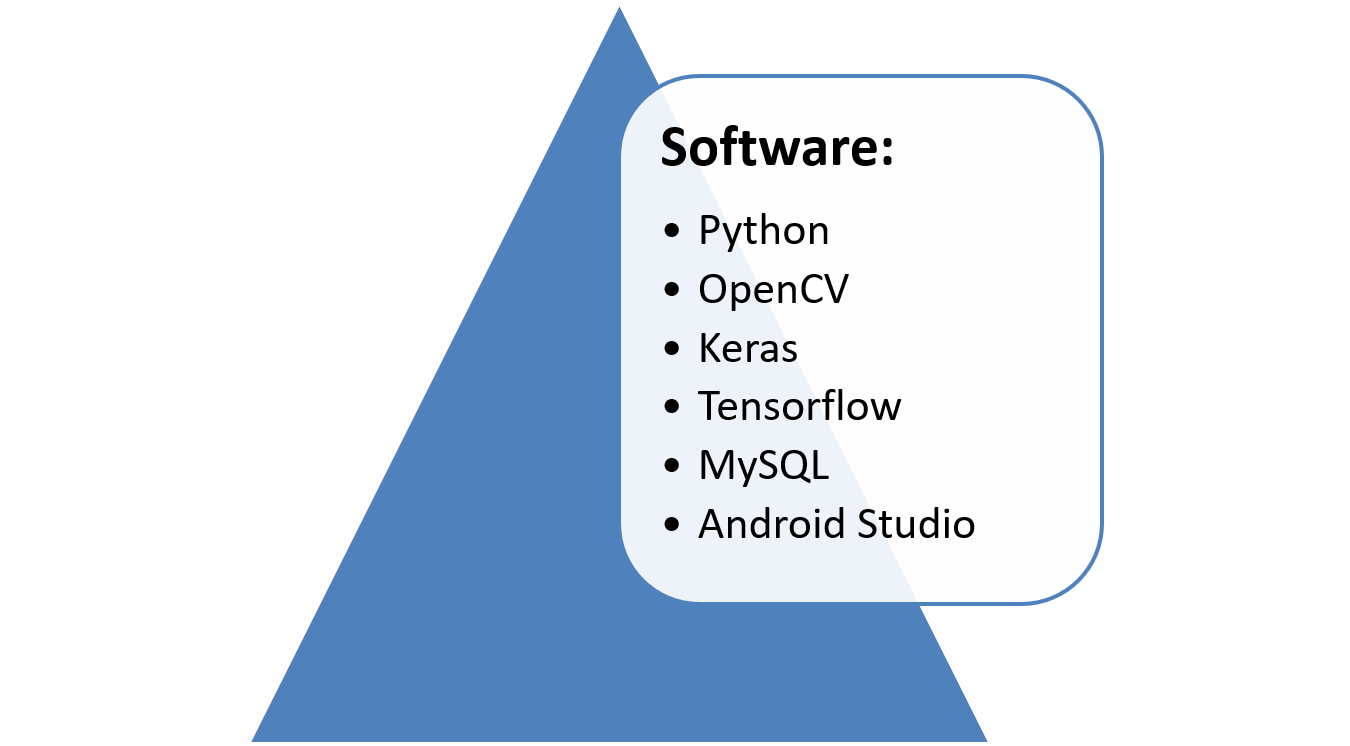 Software:
• Python
• OpenCV
• Keras
• Tensorflow
• MySQL
• Android Studio